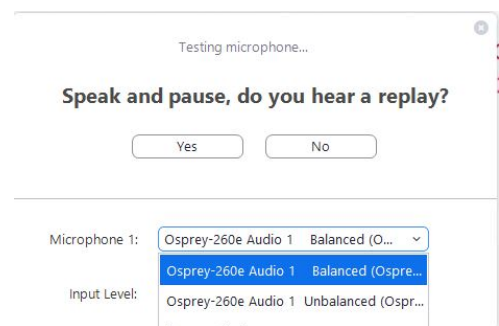 Testing microphone...
Speak and pause, do you hear a replay?
Yes No
Microphone 1: Osprey-260e Audio 1 Balanced (O...
Osprey-260e Audio 1 Balanced (Ospre...
Input Level: Osprey-260e Audio 1 Unbalanced (Ospr...